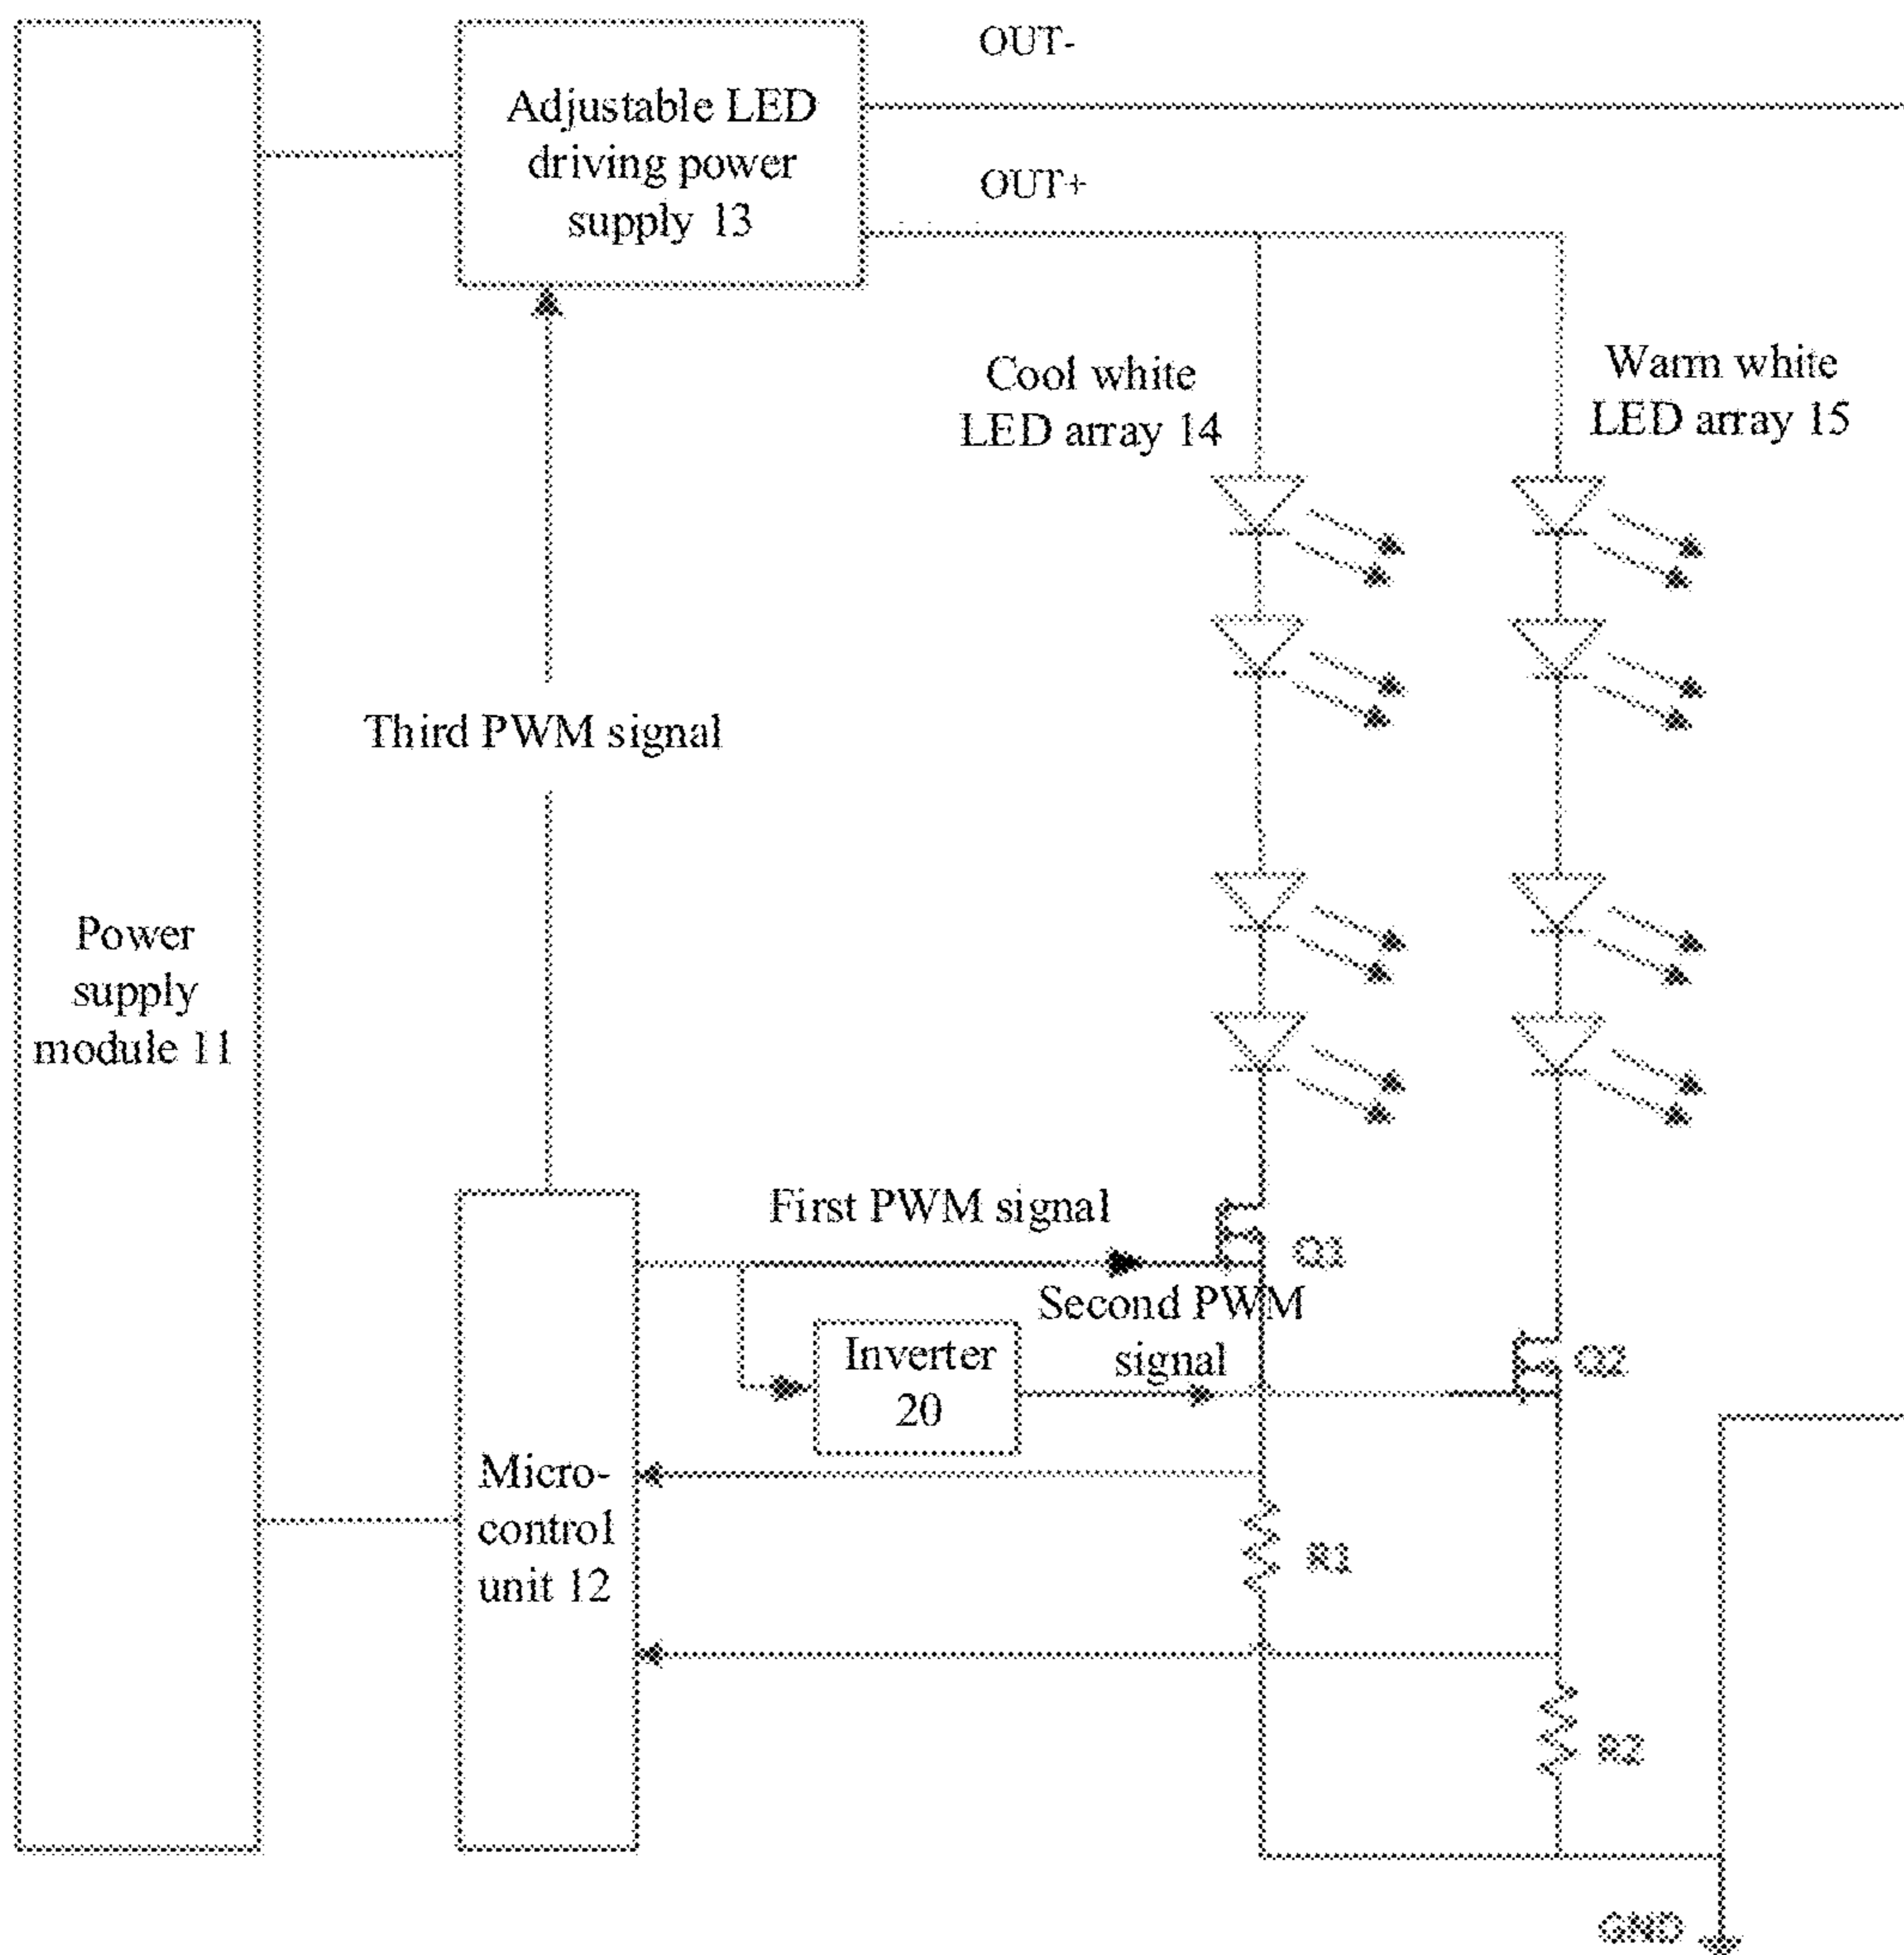 OUT-
Adjustable LED
driving power
supply 13
OUT+
Cool white
LED array 14
Warm white
LED array 15
Third PWM signal
Power
supply
module 11
First PWM signal
Q1
Second PWM
signal
Inverter
20
Q2
Micro-
control
unit 12
R1
R2
GND